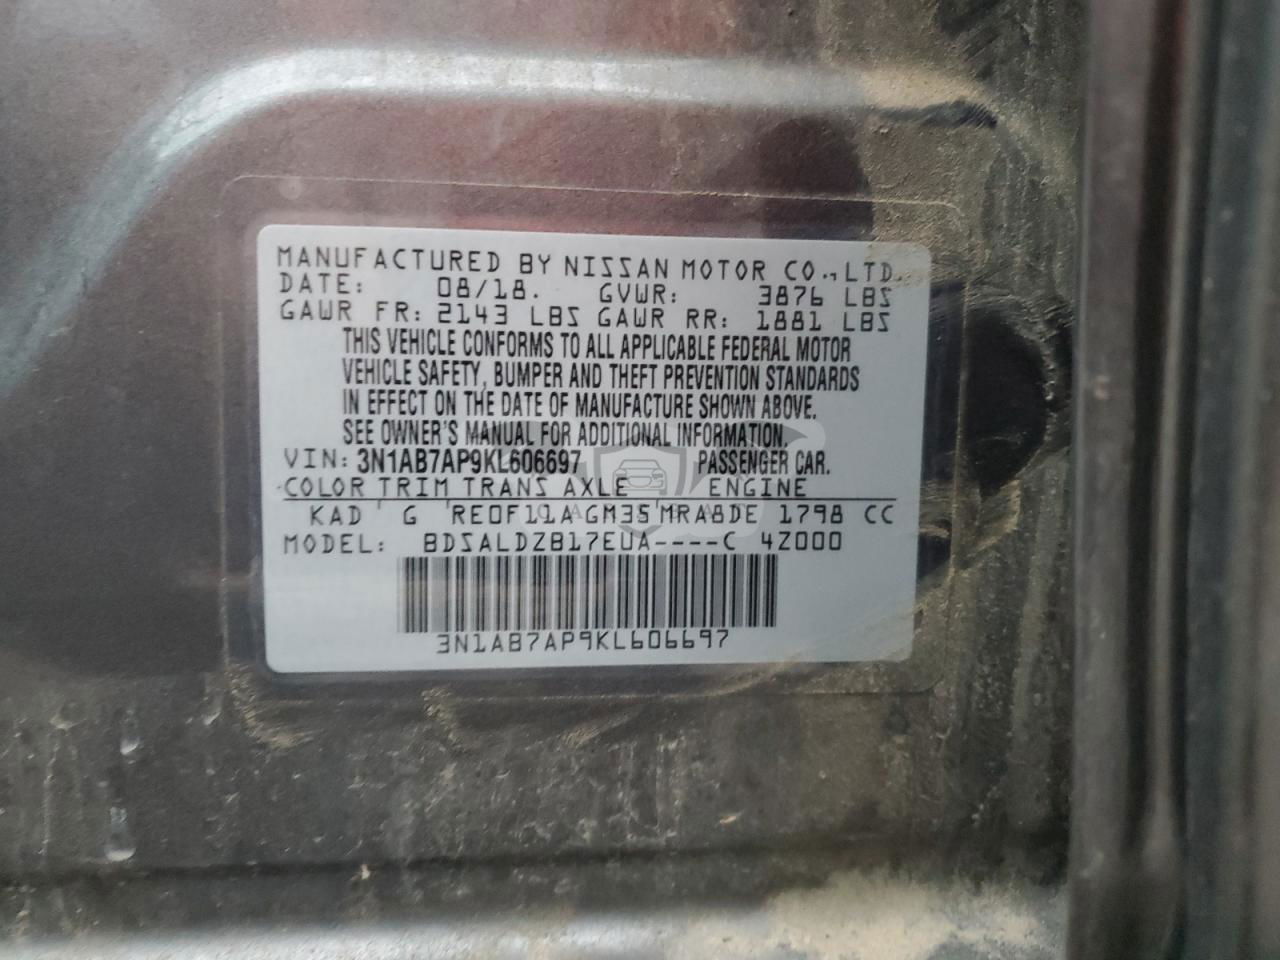 MANUFACTURED BY NISSAN MOTOR CO.,LTD.
DATE: 08/18. GVWR: 3876 LBS
GAWR FR: 2143 LBS GAWR RR: 1881 LBS
THIS VEHICLE CONFORMS TO ALL APPLICABLE FEDERAL MOTOR
VEHICLE SAFETY, BUMPER AND THEFT PREVENTION STANDARDS
IN EFFECT ON THE DATE OF MANUFACTURE SHOWN ABOVE.
SEE OWNER'S MANUAL FOR ADDITIONAL INFORMATION.
VIN: 3N1AB7AP9KL606697 PASSENGER CAR.
COLOR TRIM TRANS AXLE ENGINE
KAD G RE0F11A GM35 MRA8DE 1798 CC
MODEL: BDSALDZB17EUA----C 4Z000
3N1AB7AP9KL606697